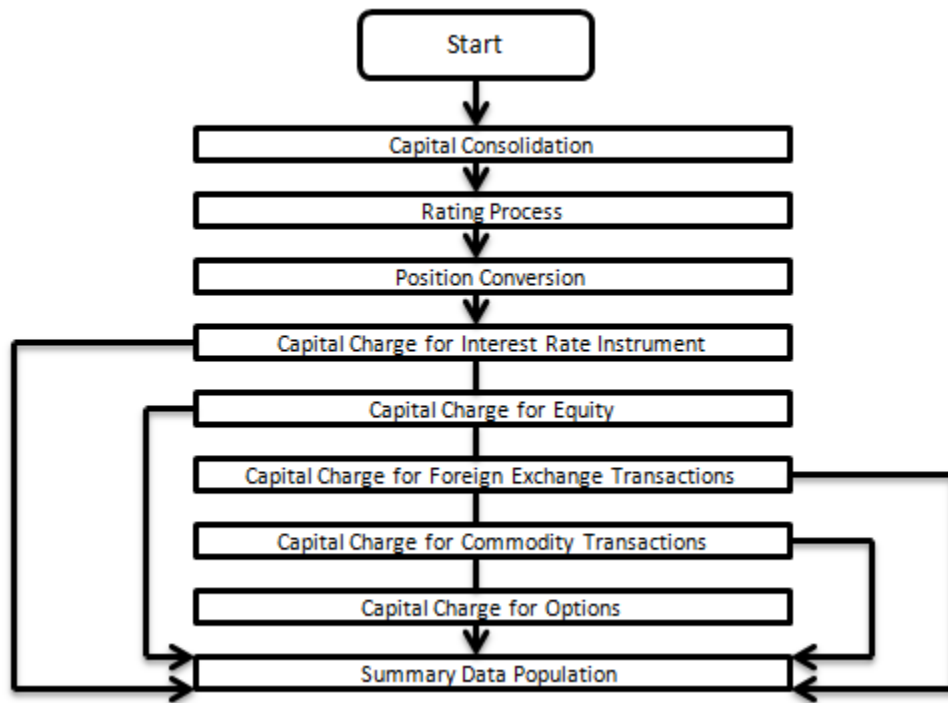 Start
Capital Consolidation
Rating Process
Position Conversion
Capital Charge for Interest Rate Instrument
Capital Charge for Equity
Capital Charge for Foreign Exchange Transactions
Capital Charge for Commodity Transactions
Capital Charge for Options
Summary Data Population